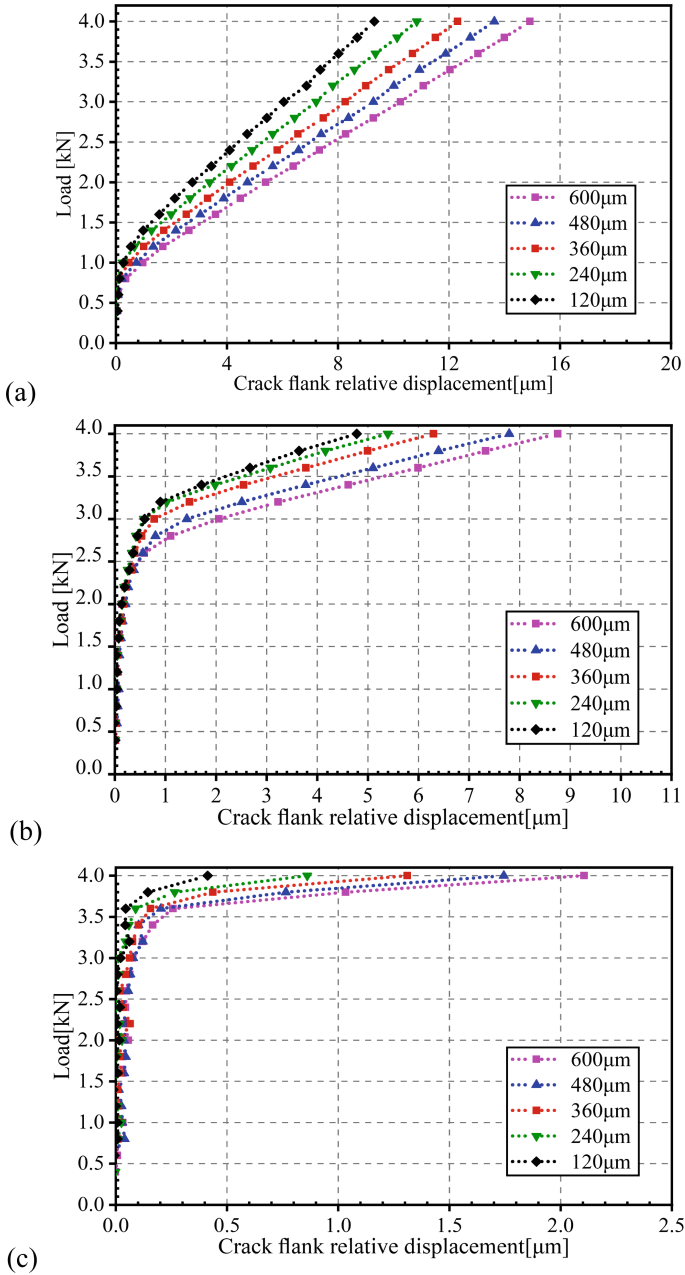 4.0
3.5
3.0
2.5
2.0
1.5
1.0
0.5
0.0
Load [kN]
600μm
480μm
360μm
240μm
120μm
0 4 8 12 16 20
Crack flank relative displacement[μm]
(a)
4.0
3.5
3.0
2.5
2.0
1.5
1.0
0.5
0.0
Load [kN]
600μm
480μm
360μm
240μm
120μm
0 1 2 3 4 5 6 7 8 9 10 11
Crack flank relative displacement[μm]
(b)
4.0
3.5
3.0
2.5
2.0
1.5
1.0
0.5
0.0
Load[kN]
600μm
480μm
360μm
240μm
120μm
0.0 0.5 1.0 1.5 2.0 2.5
Crack flank relative displacement[μm]
(c)